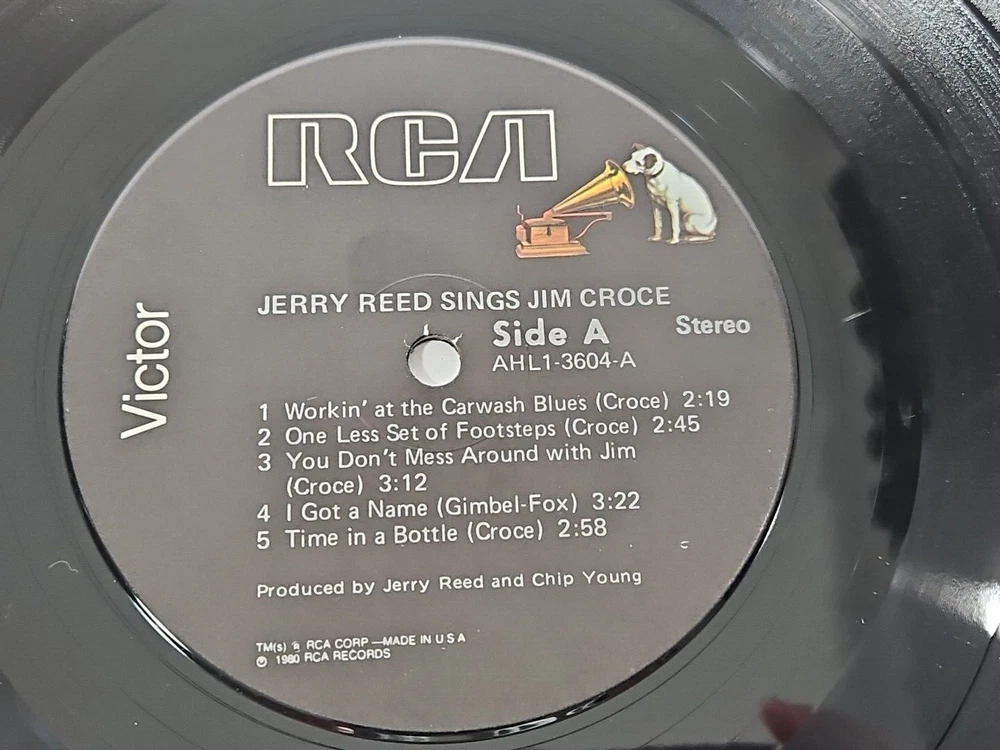 RCA
Victor
JERRY REED SINGS JIM CROCE
Side A
Stereo
AHL1-3604-A
1 Workin' at the Carwash Blues (Croce) 2:19
2 One Less Set of Footsteps (Croce) 2:45
3 You Don't Mess Around with Jim
(Croce) 3:12
4 I Got a Name (Gimbel-Fox) 3:22
5 Time in a Bottle (Croce) 2:58
Produced by Jerry Reed and Chip Young
TM(s) ® RCA CORP —MADE IN U S A
℗ 1980 RCA RECORDS